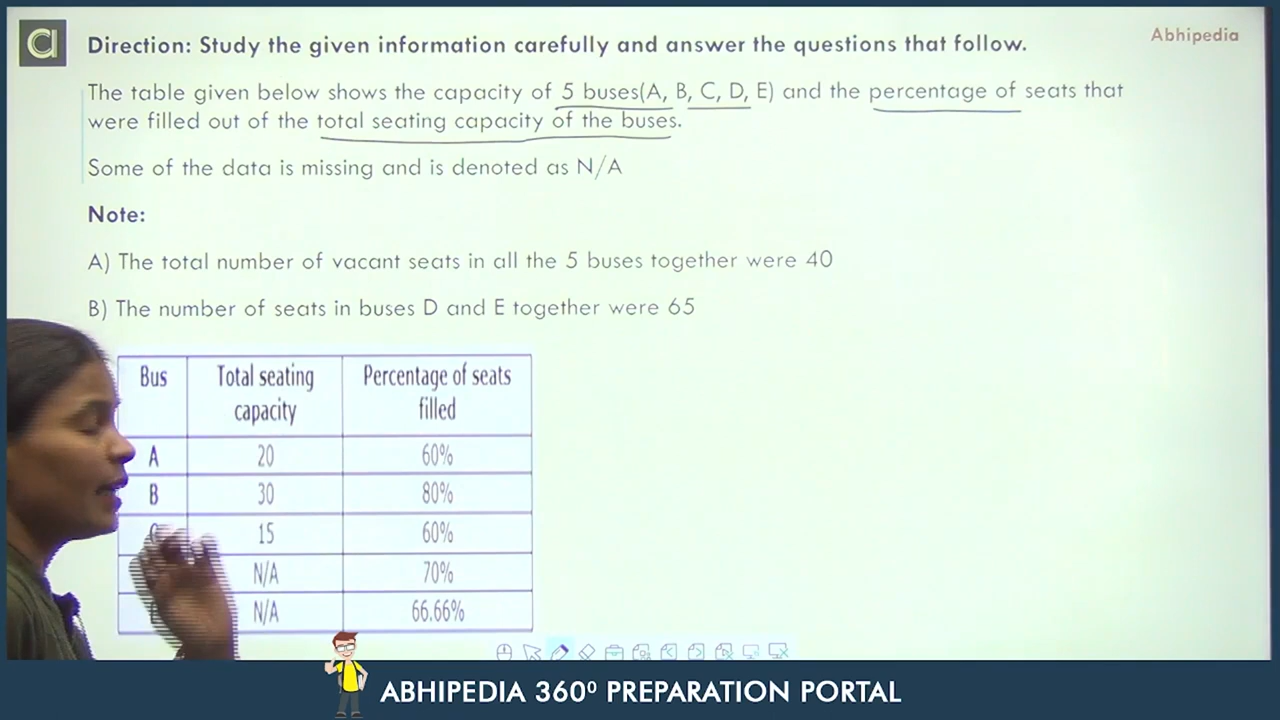 Abhipedia
Direction: Study the given information carefully and answer the questions that follow.
The table given below shows the capacity of 5 buses(A, B, C, D, E) and the percentage of seats that
were filled out of the total seating capacity of the buses.
Some of the data is missing and is denoted as N/A
Note:
A) The total number of vacant seats in all the 5 buses together were 40
B) The number of seats in buses D and E together were 65
Bus Total seating capacity Percentage of seats filled
A 20 60%
B 30 80%
15 60%
N/A 70%
N/A 66.66%
ABHIPEDIA 360⁰ PREPARATION PORTAL